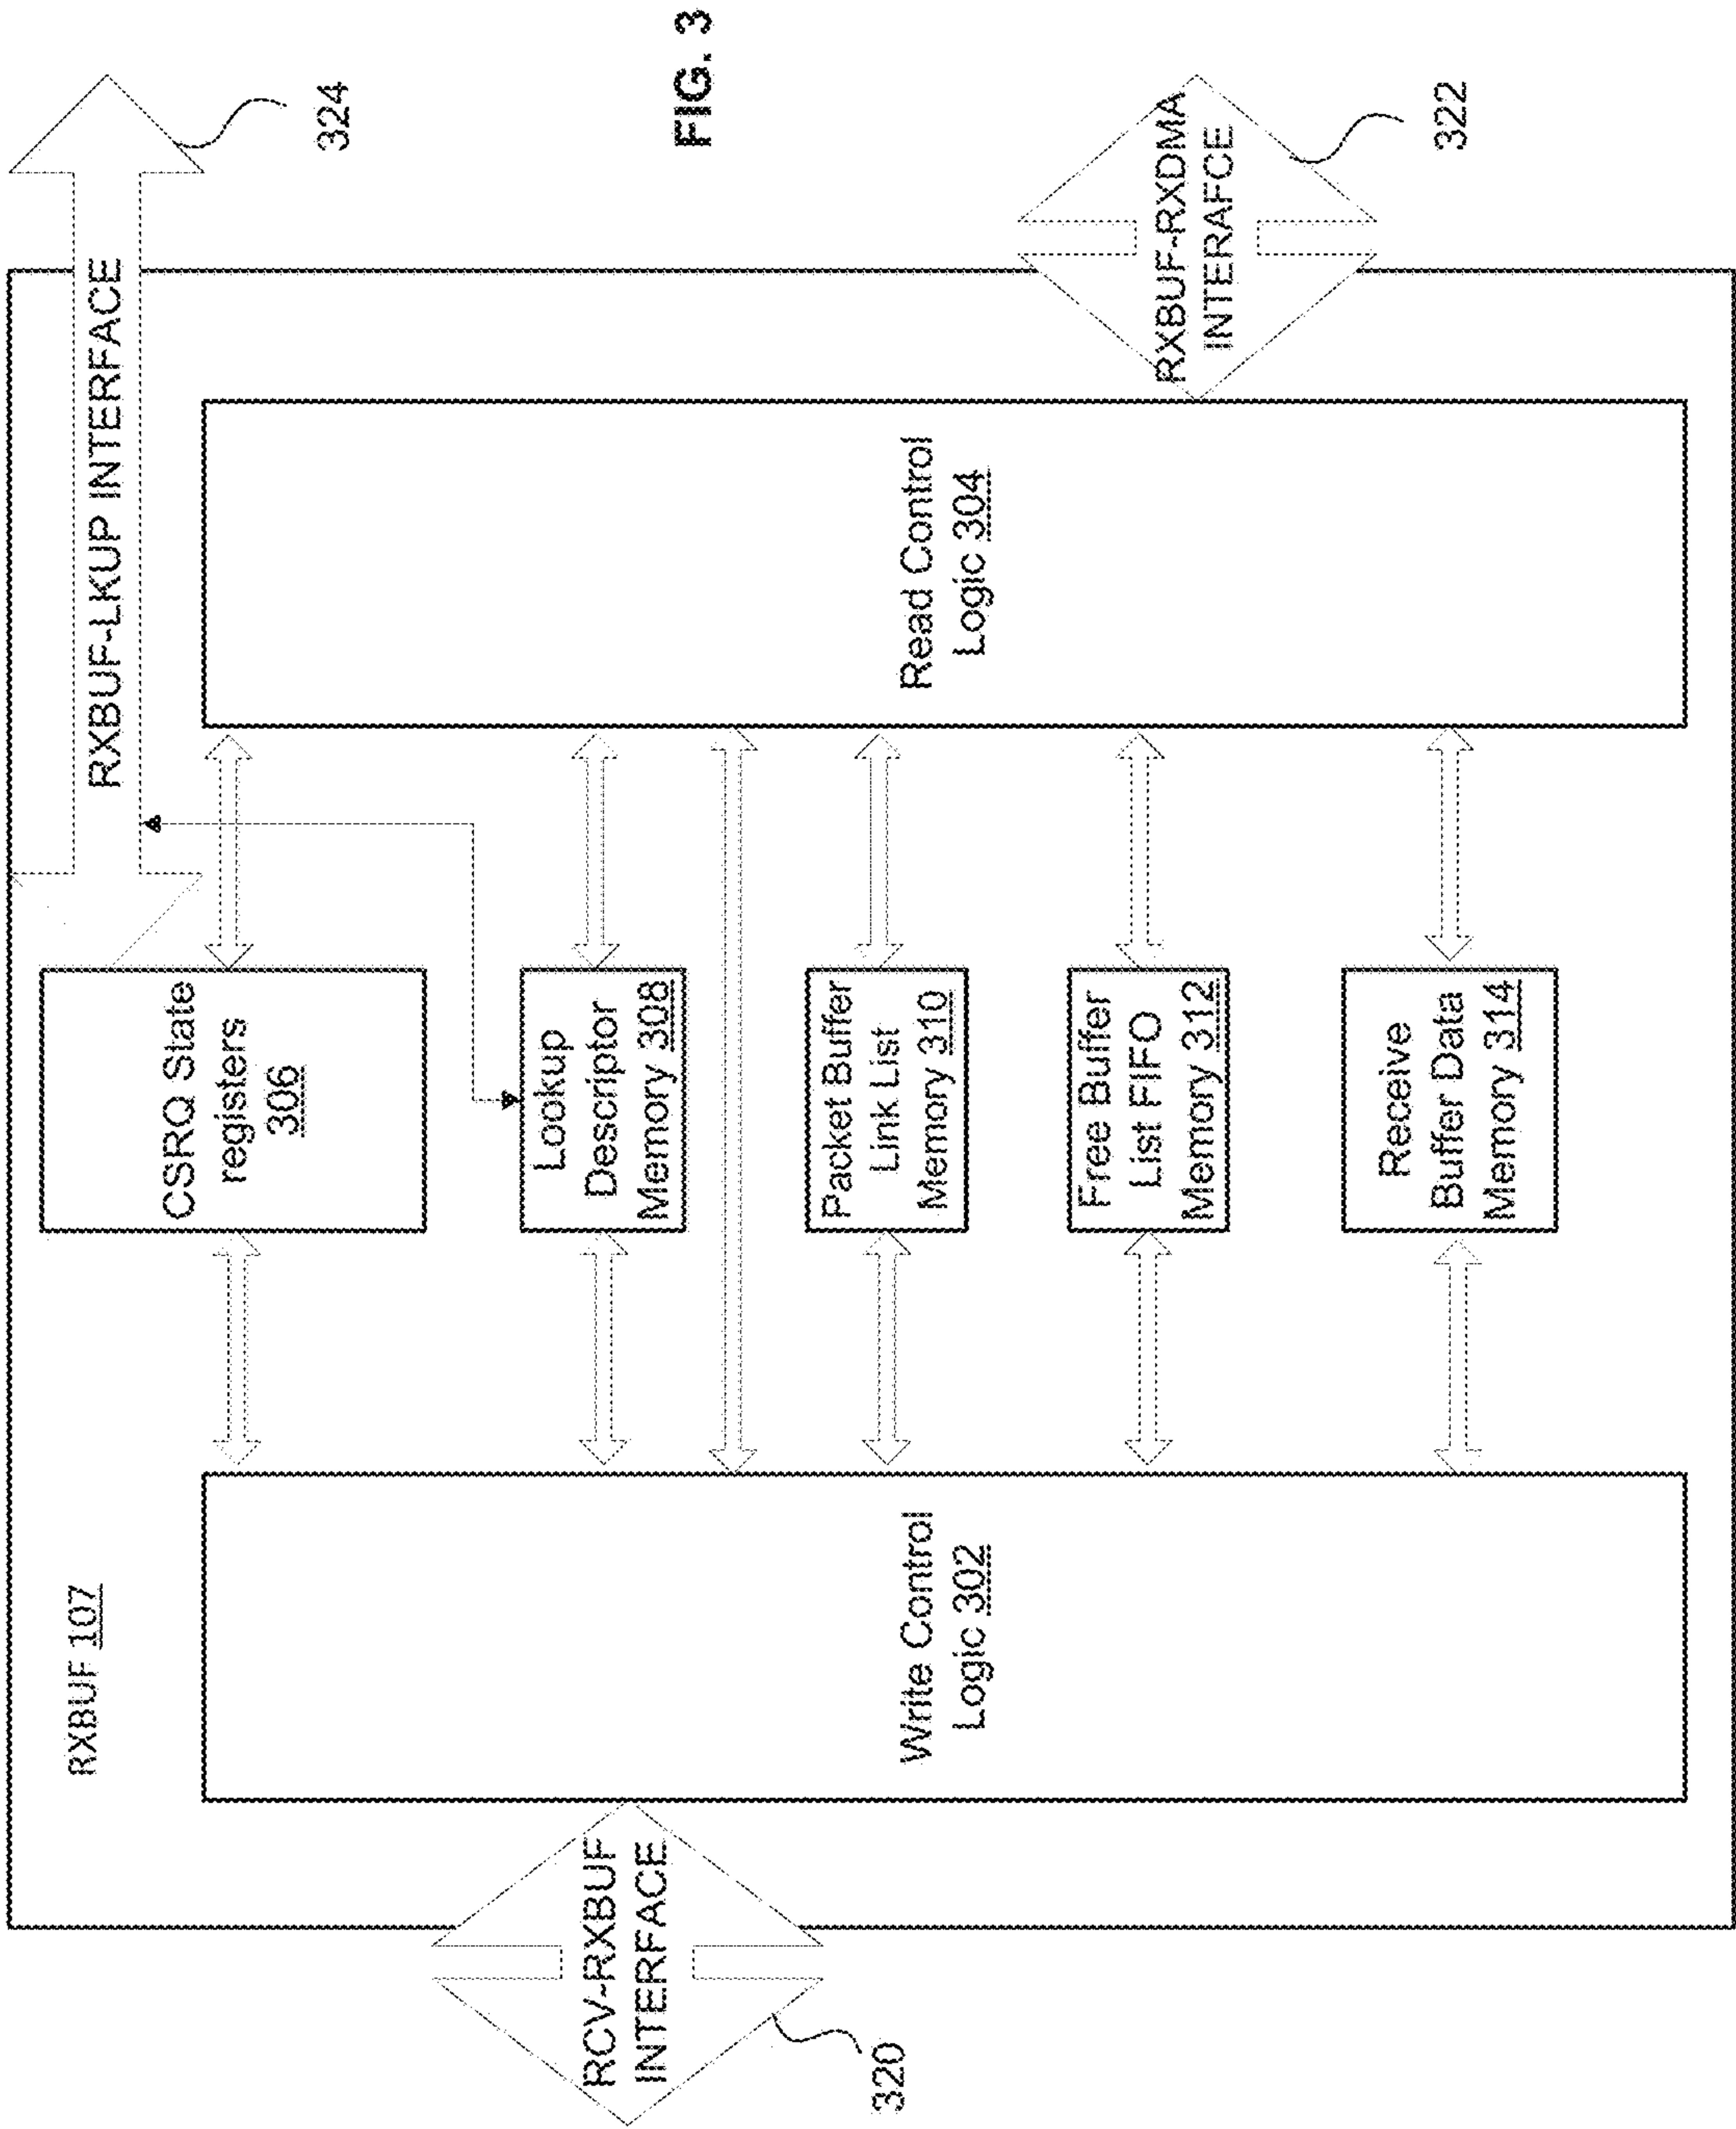 RXBUF 107
RXBUF-LKUP INTERFACE
324
CSRQ State
registers
306
Lookup
Descriptor
Memory 308
Packet Buffer
Link List
Memory 310
Free Buffer
List FIFO
Memory 312
Receive
Buffer Data
Memory 314
Write Control
Logic 302
Read Control
Logic 304
RCV-RXBUF
INTERFACE
320
RXBUF-RXDMA
INTERAFCE
322
FIG. 3